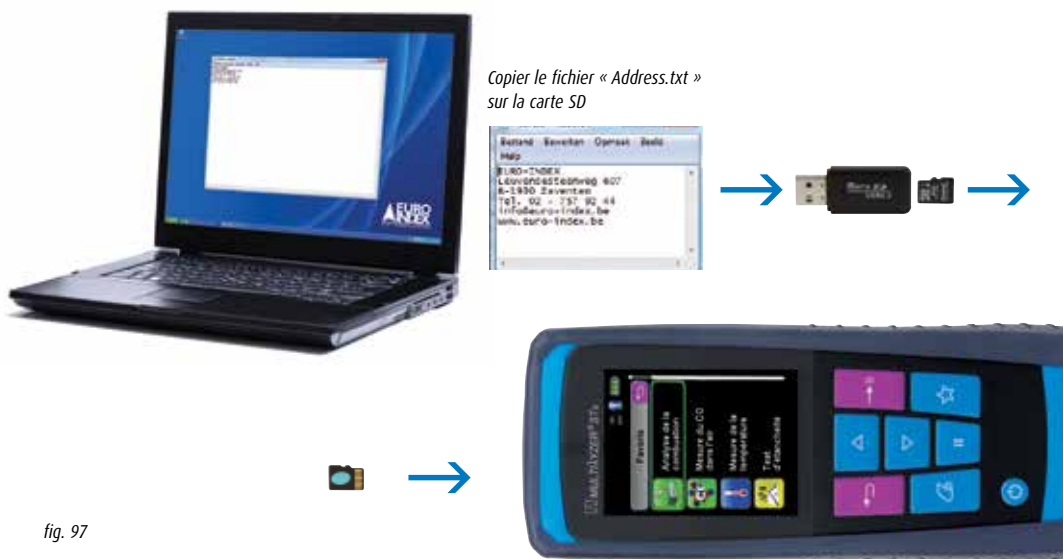 Copier le fichier « Address.txt »
sur la carte SD
Bestand Bewerken Opmaak Beeld
Help
EURO-INDEX
Leuvensesteenweg 607
B-1930 Zaventem
Tel. 02 - 757 92 44
info@euro-index.be
www.euro-index.be
EURO
INDEX
MULTILYZER
Favoris
Analyse de la
combustion
Mesure du CO
dans l'air
Mesure de la
température
Test
d'étanchéité
fig. 97